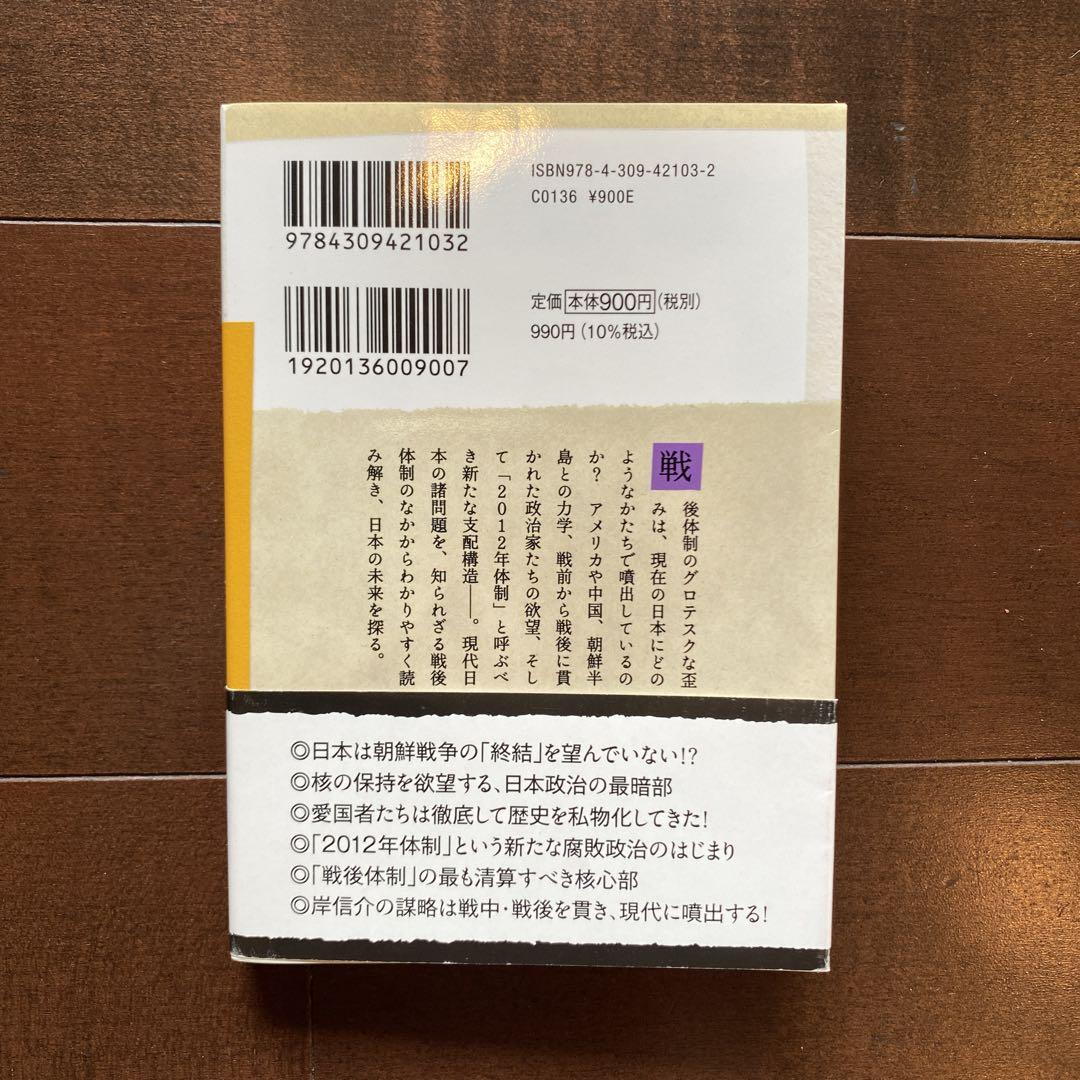 ISBN978-4-309-42103-2
C0136 ¥900E
9784309421032
定価 本体900円 (税別)
990円 (10%税込)
1920136009007
戦
後体制のグロテスクな歪
みは、現在の日本にどの
ようなかたちで噴出しているの
か? アメリカや中国、朝鮮半
島との力学、戦前から戦後に貫
かれた政治家たちの欲望、そし
て「2012年体制」と呼ぶべ
き新たな支配構造――。現代日
本の諸問題を、知られざる戦後
体制のなかからわかりやすく読
み解き、日本の未来を探る。
◎日本は朝鮮戦争の「終結」を望んでいない!?
◎核の保持を欲望する、日本政治の最暗部
◎愛国者たちは徹底して歴史を私物化してきた!
◎「2012年体制」という新たな腐敗政治のはじまり
◎「戦後体制」の最も清算すべき核心部
◎岸信介の謀略は戦中・戦後を貫き、現代に噴出する!